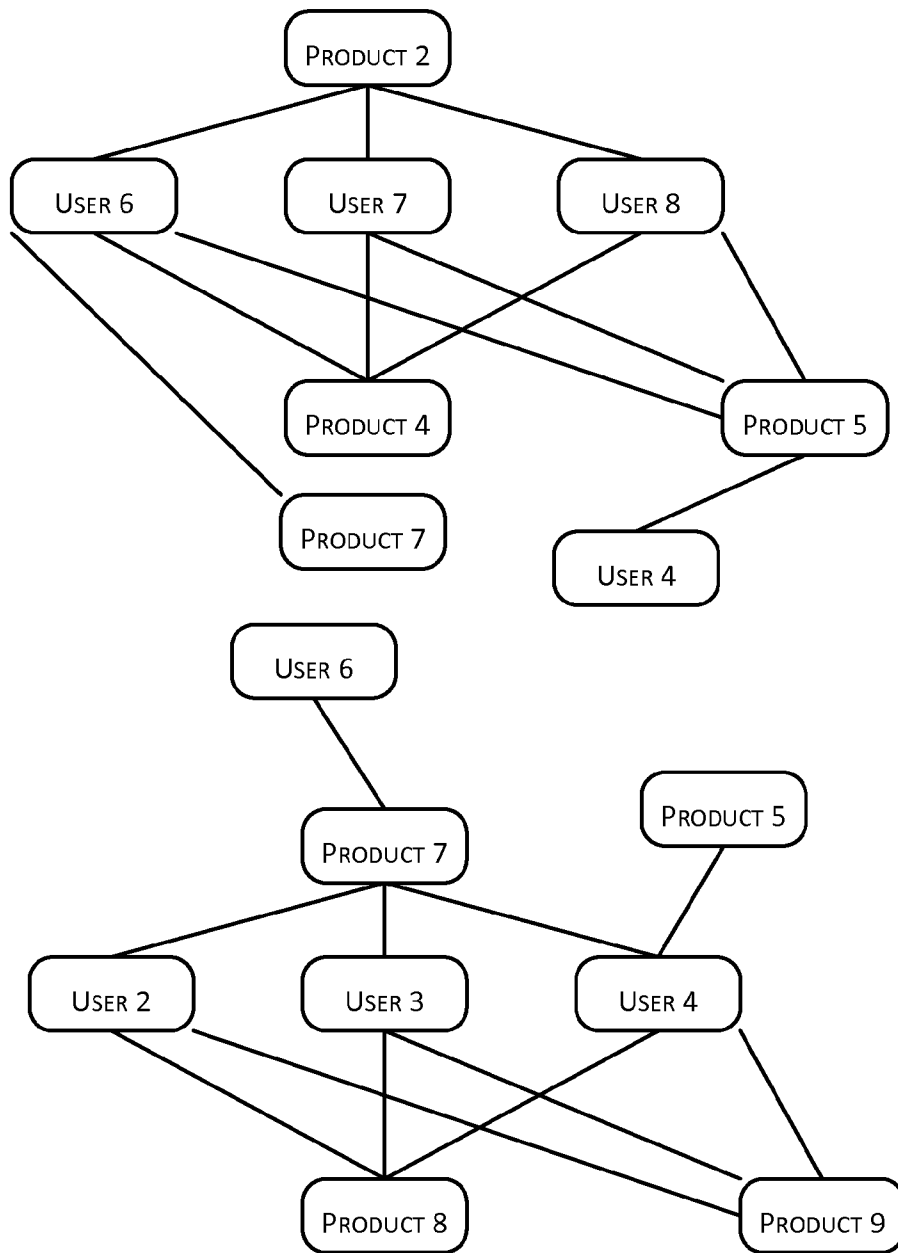 PRODUCT 2
USER 6
USER 7
USER 8
PRODUCT 4
PRODUCT 5
PRODUCT 7
USER 4
USER 6
PRODUCT 5
PRODUCT 7
USER 2
USER 3
USER 4
PRODUCT 8
PRODUCT 9